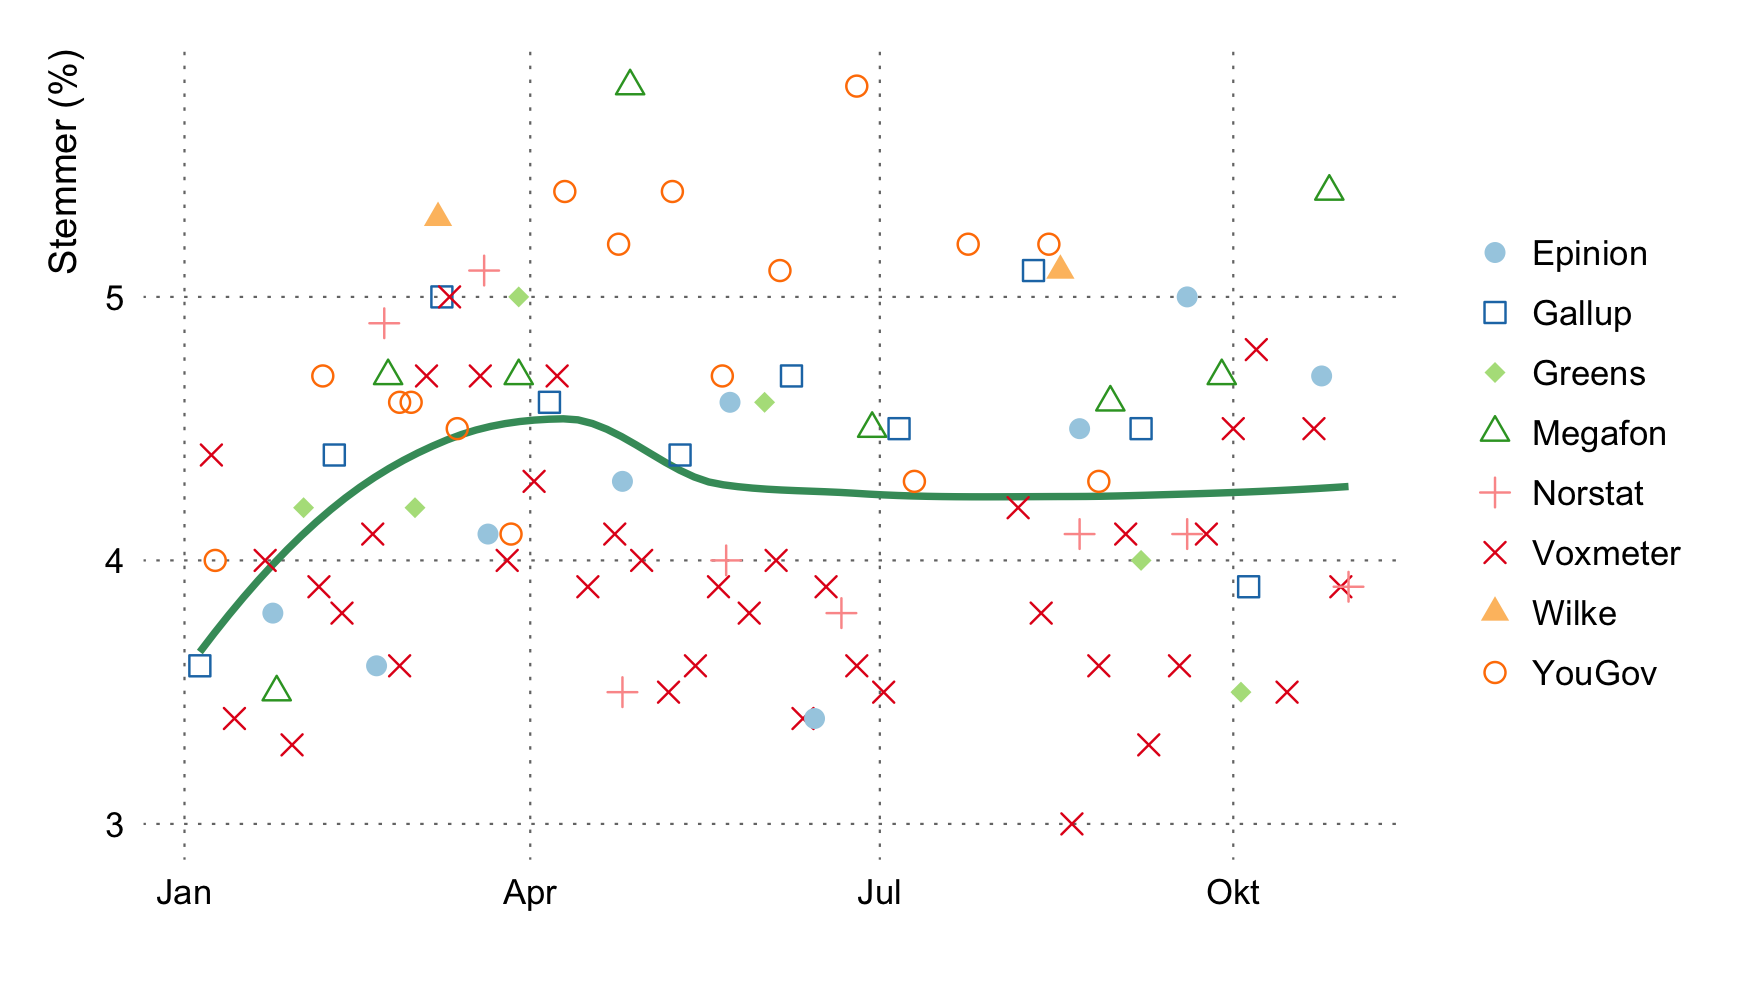 Stemmer (%)
5
4
3
Jan
Apr
Jul
Okt
Epinion
Gallup
Greens
Megafon
Norstat
Voxmeter
Wilke
YouGov